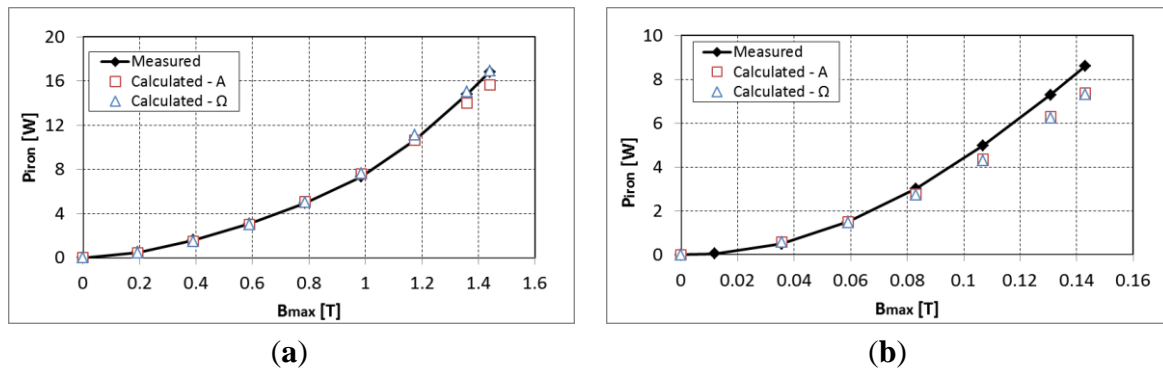 20
16
12
8
4
0
Piron [W]
Measured
Calculated - A
Calculated - Ω
0 0.2 0.4 0.6 0.8 1 1.2 1.4 1.6
Bmax [T]
(a)
10
8
6
4
2
0
Piron [W]
Measured
Calculated - A
Calculated - Ω
0 0.02 0.04 0.06 0.08 0.1 0.12 0.14 0.16
Bmax [T]
(b)